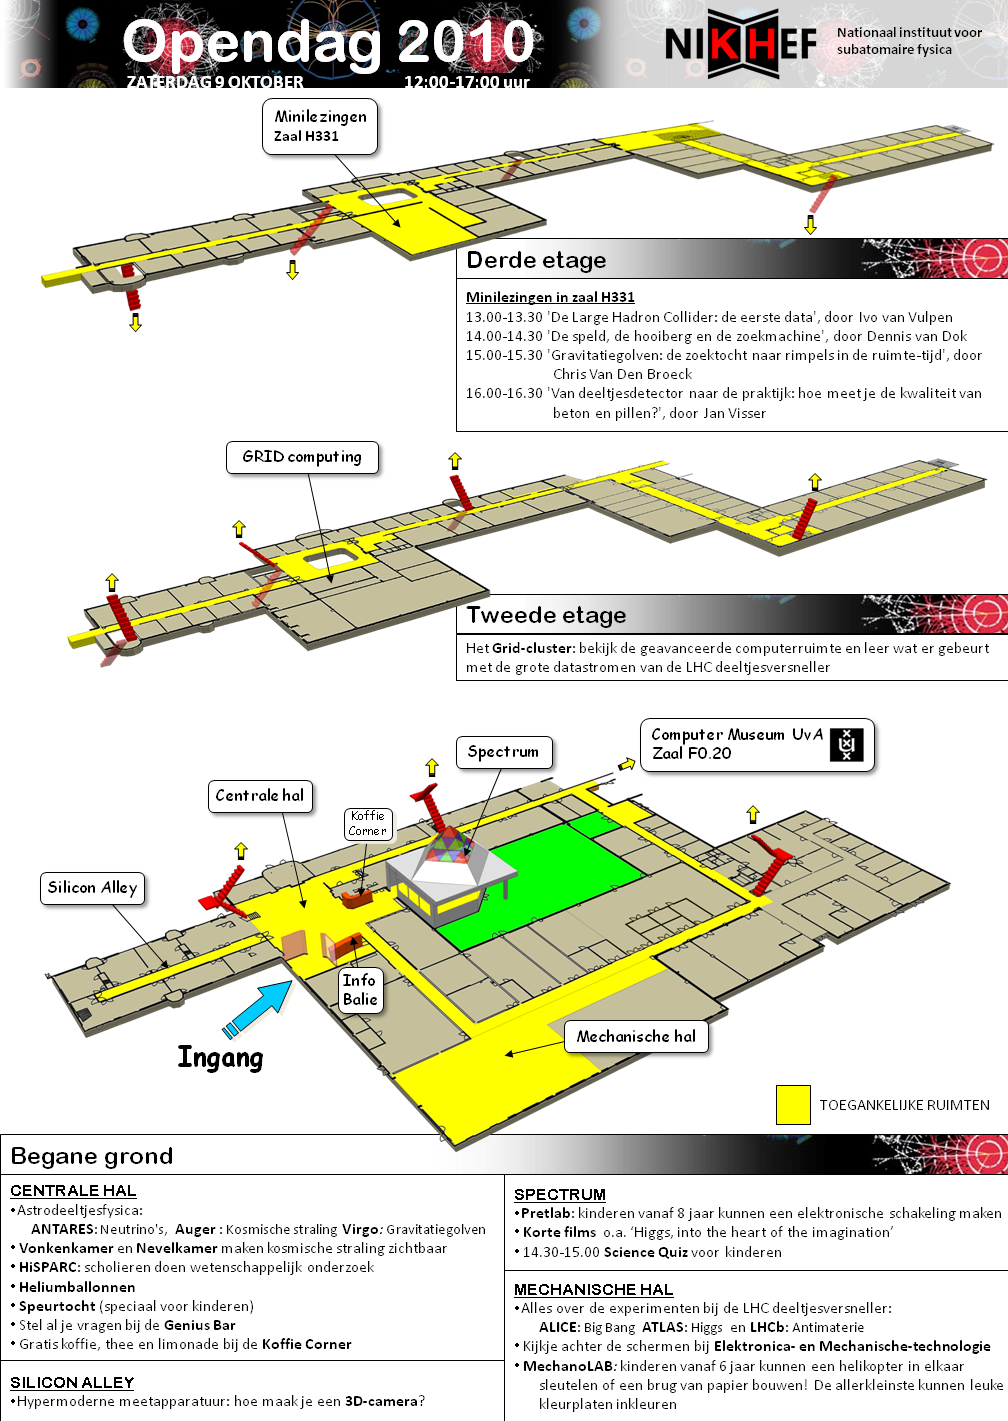 Opendag 2010
ZATERDAG 9 OKTOBER 12:00-17:00 uur
NIKHEF
Nationaal instituut voor
subatomaire fysica
Minilezingen
Zaal H331
Derde etage
Minilezingen in zaal H331
13.00-13.30 'De Large Hadron Collider: de eerste data', door Ivo van Vulpen
14.00-14.30 'De speld, de hooiberg en de zoekmachine', door Dennis van Dok
15.00-15.30 'Gravitatiegolven: de zoektocht naar rimpels in de ruimte-tijd', door
Chris Van Den Broeck
16.00-16.30 'Van deeltjesdetector naar de praktijk: hoe meet je de kwaliteit van
beton en pillen?', door Jan Visser
GRID computing
Tweede etage
Het Grid-cluster: bekijk de geavanceerde computerruimte en leer wat er gebeurt
met de grote datastromen van de LHC deeltjesversneller
Computer Museum UvA
Zaal F0.20
Spectrum
Centrale hal
Koffie
Corner
Silicon Alley
Info
Balie
Ingang
Mechanische hal
TOEGANKELIJKE RUIMTEN
Begane grond
CENTRALE HAL
•Astrodeeltjesfysica:
ANTARES: Neutrino's, Auger : Kosmische straling Virgo: Gravitatiegolven
• Vonkenkamer en Nevelkamer maken kosmische straling zichtbaar
• HiSPARC: scholieren doen wetenschappelijk onderzoek
• Heliumballonnen
• Speurtocht (speciaal voor kinderen)
• Stel al je vragen bij de Genius Bar
• Gratis koffie, thee en limonade bij de Koffie Corner
SILICON ALLEY
•Hypermoderne meetapparatuur: hoe maak je een 3D-camera?
SPECTRUM
•Pretlab: kinderen vanaf 8 jaar kunnen een elektronische schakeling maken
• Korte films o.a. ‘Higgs, into the heart of the imagination’
• 14.30-15.00 Science Quiz voor kinderen
MECHANISCHE HAL
•Alles over de experimenten bij de LHC deeltjesversneller:
ALICE: Big Bang ATLAS: Higgs en LHCb: Antimaterie
• Kijkje achter de schermen bij Elektronica- en Mechanische-technologie
• MechanoLAB: kinderen vanaf 6 jaar kunnen een helikopter in elkaar
sleutelen of een brug van papier bouwen! De allerkleinste kunnen leuke
kleurplaten inkleuren